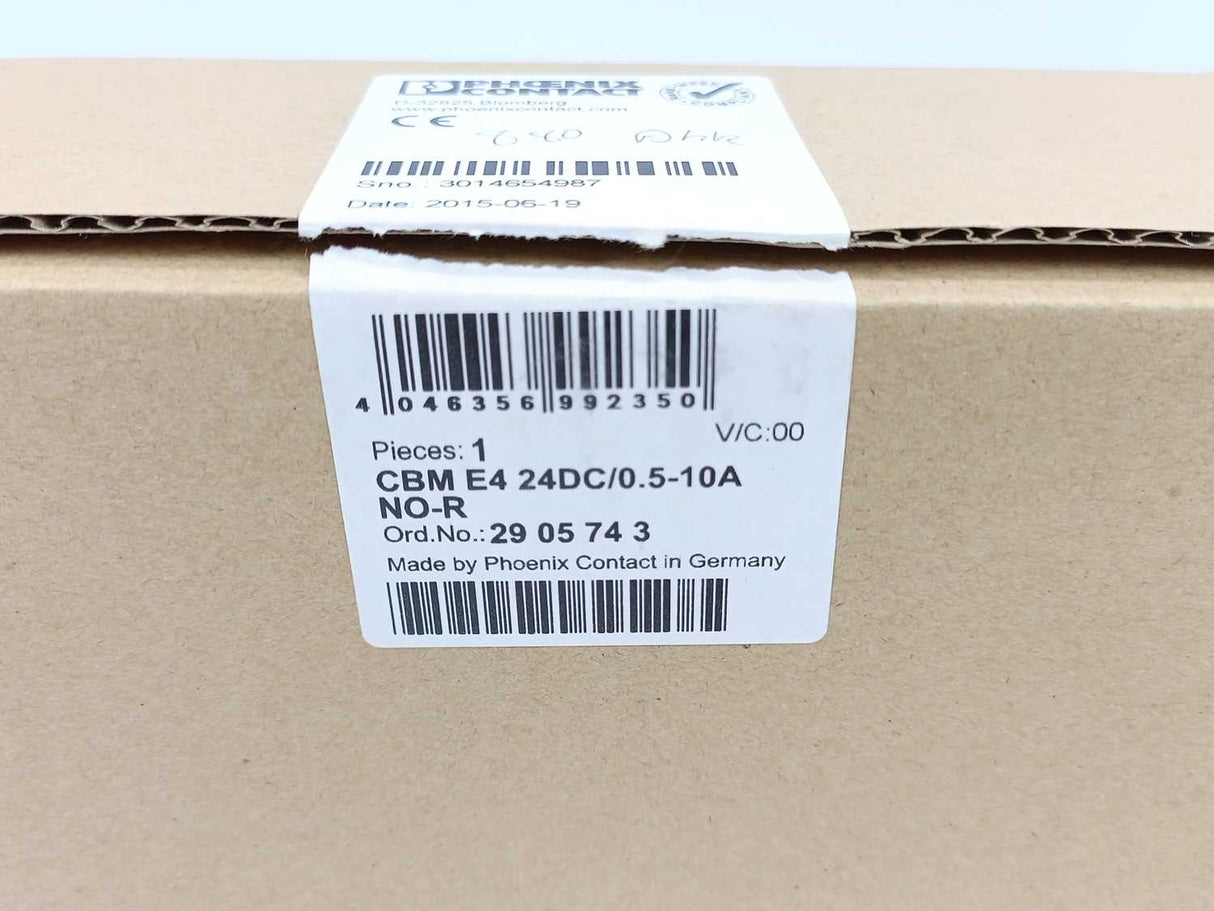 PHŒNIX
CONTACT
D-32825 Blomberg
www.phoenixcontact.com
CE
Sno.: 3014654987
Date: 2015-06-19
4 046356 992350
V/C:00
Pieces: 1
CBM E4 24DC/0.5-10A
NO-R
Ord.No.: 29 05 74 3
Made by Phoenix Contact in Germany